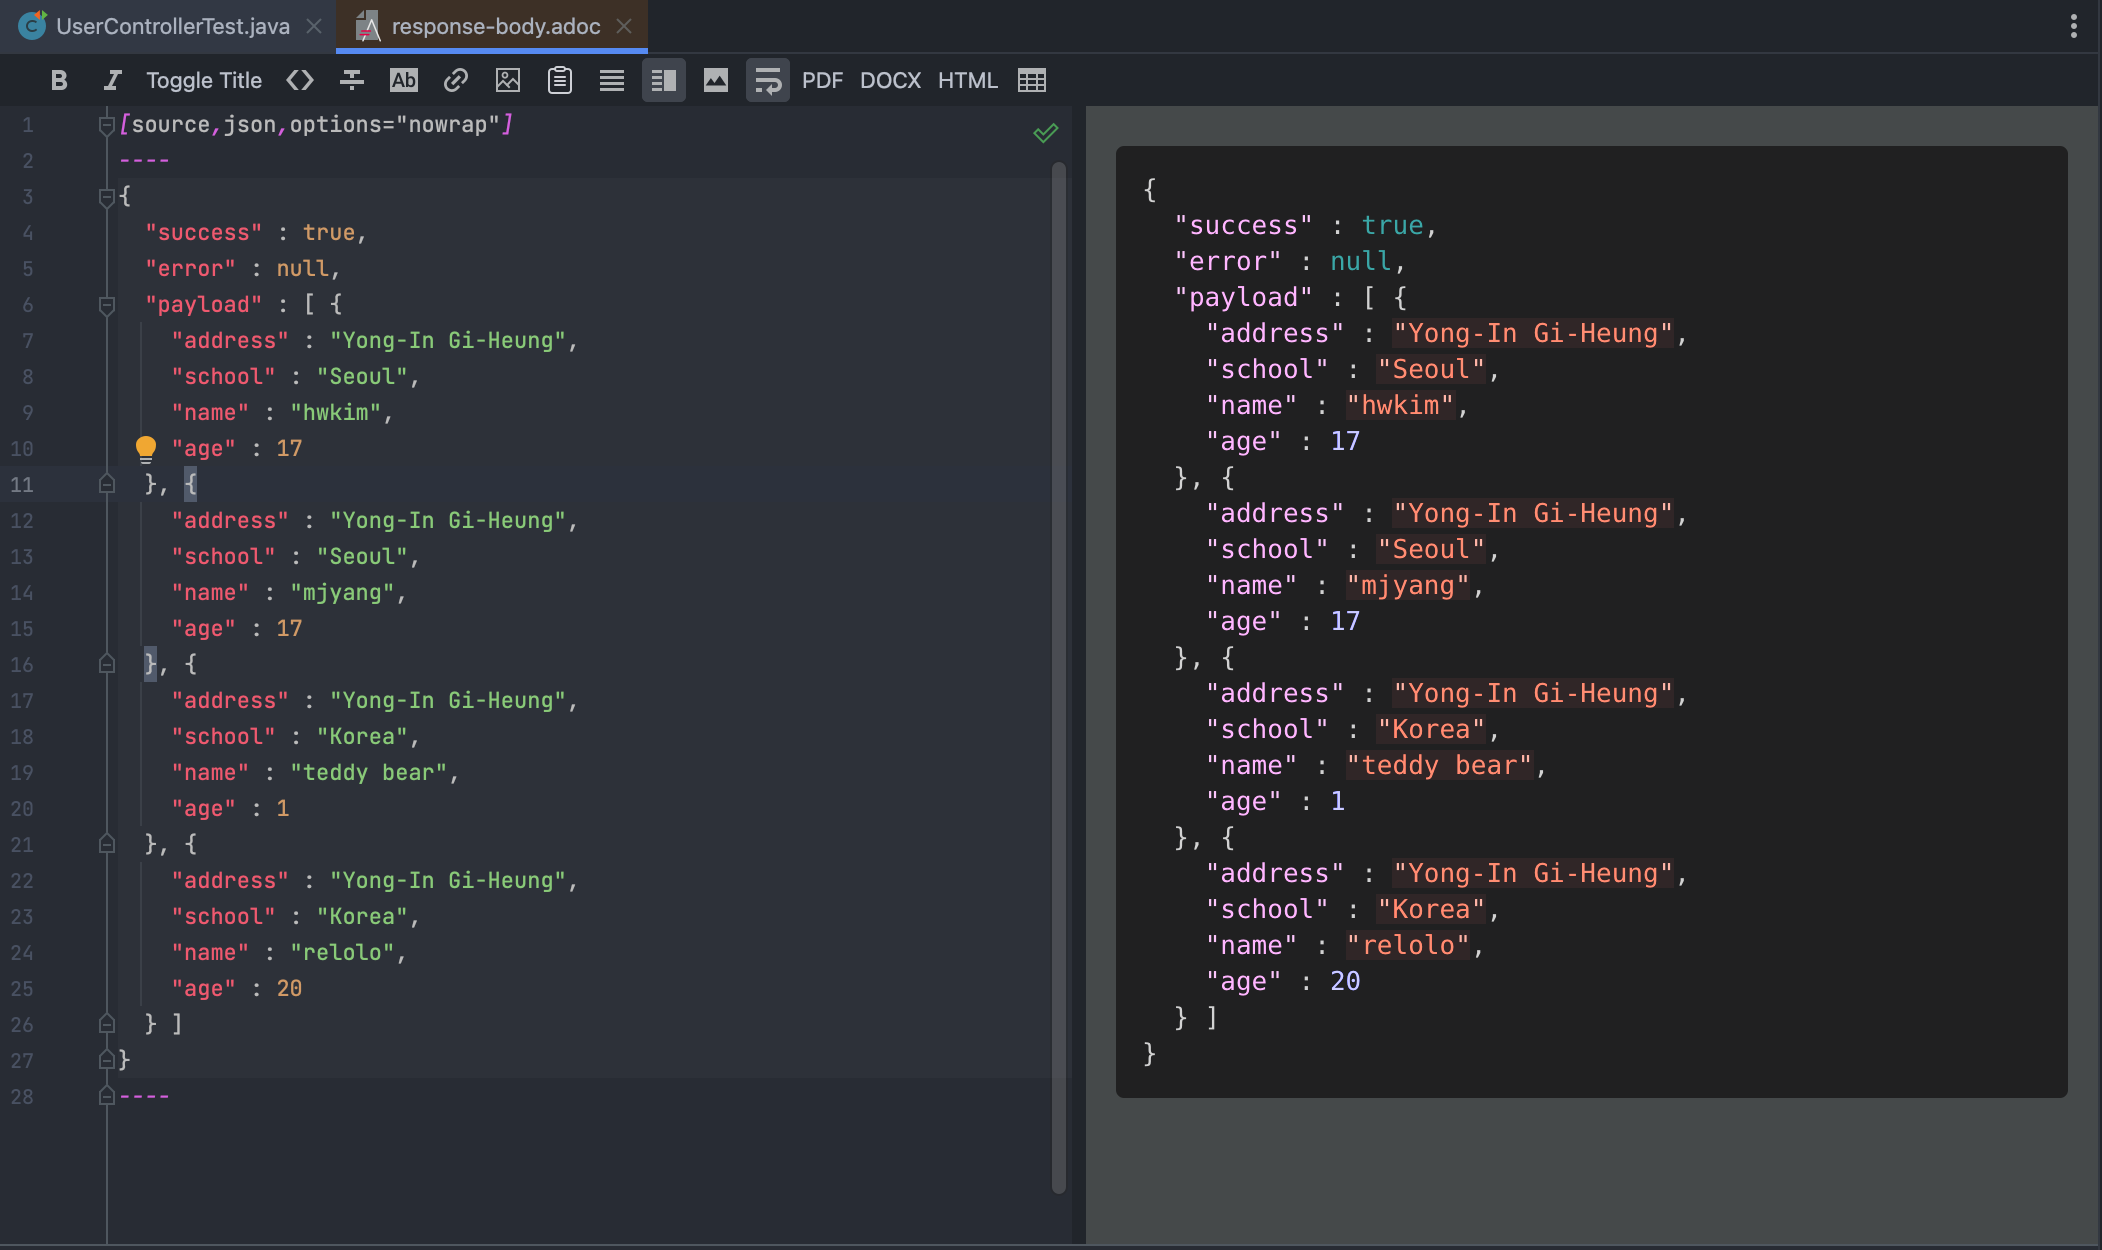 UserControllerTest.java response-body.adoc
B I Toggle Title Ab PDF DOCX HTML
1 [source,json,options="nowrap"]
2 ----
3 {
4   "success" : true,
5   "error" : null,
6   "payload" : [ {
7     "address" : "Yong-In Gi-Heung",
8     "school" : "Seoul",
9     "name" : "hwkim",
10     "age" : 17
11   }, {
12     "address" : "Yong-In Gi-Heung",
13     "school" : "Seoul",
14     "name" : "mjyang",
15     "age" : 17
16   }, {
17     "address" : "Yong-In Gi-Heung",
18     "school" : "Korea",
19     "name" : "teddy bear",
20     "age" : 1
21   }, {
22     "address" : "Yong-In Gi-Heung",
23     "school" : "Korea",
24     "name" : "relolo",
25     "age" : 20
26   } ]
27 }
28 ----
{
  "success" : true,
  "error" : null,
  "payload" : [ {
    "address" : "Yong-In Gi-Heung",
    "school" : "Seoul",
    "name" : "hwkim",
    "age" : 17
  }, {
    "address" : "Yong-In Gi-Heung",
    "school" : "Seoul",
    "name" : "mjyang",
    "age" : 17
  }, {
    "address" : "Yong-In Gi-Heung",
    "school" : "Korea",
    "name" : "teddy bear",
    "age" : 1
  }, {
    "address" : "Yong-In Gi-Heung",
    "school" : "Korea",
    "name" : "relolo",
    "age" : 20
  } ]
}